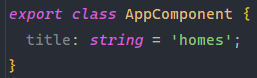 export class AppComponent {
  title: string = 'homes';
}